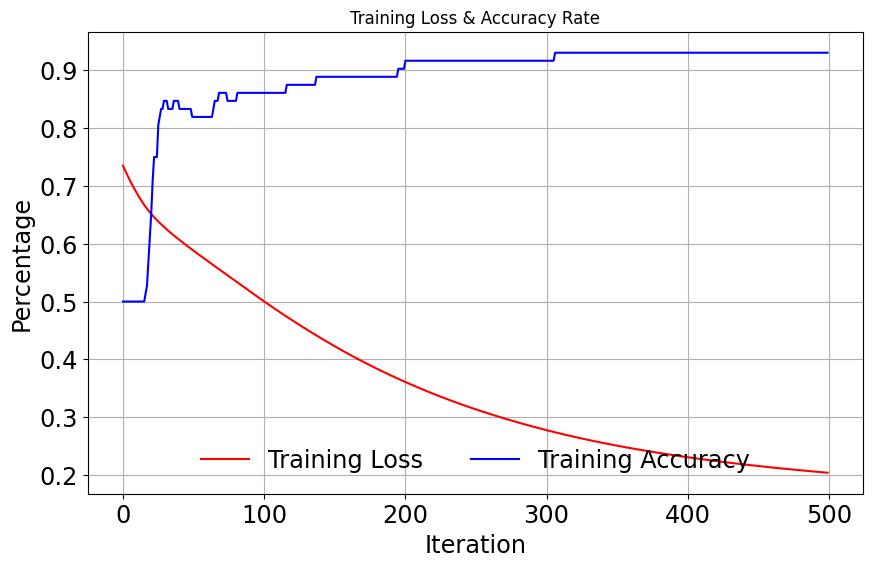 Training Loss & Accuracy Rate
Percentage
0.9
0.8
0.7
0.6
0.5
0.4
0.3
0.2
Training Loss Training Accuracy
0 100 200 300 400 500
Iteration